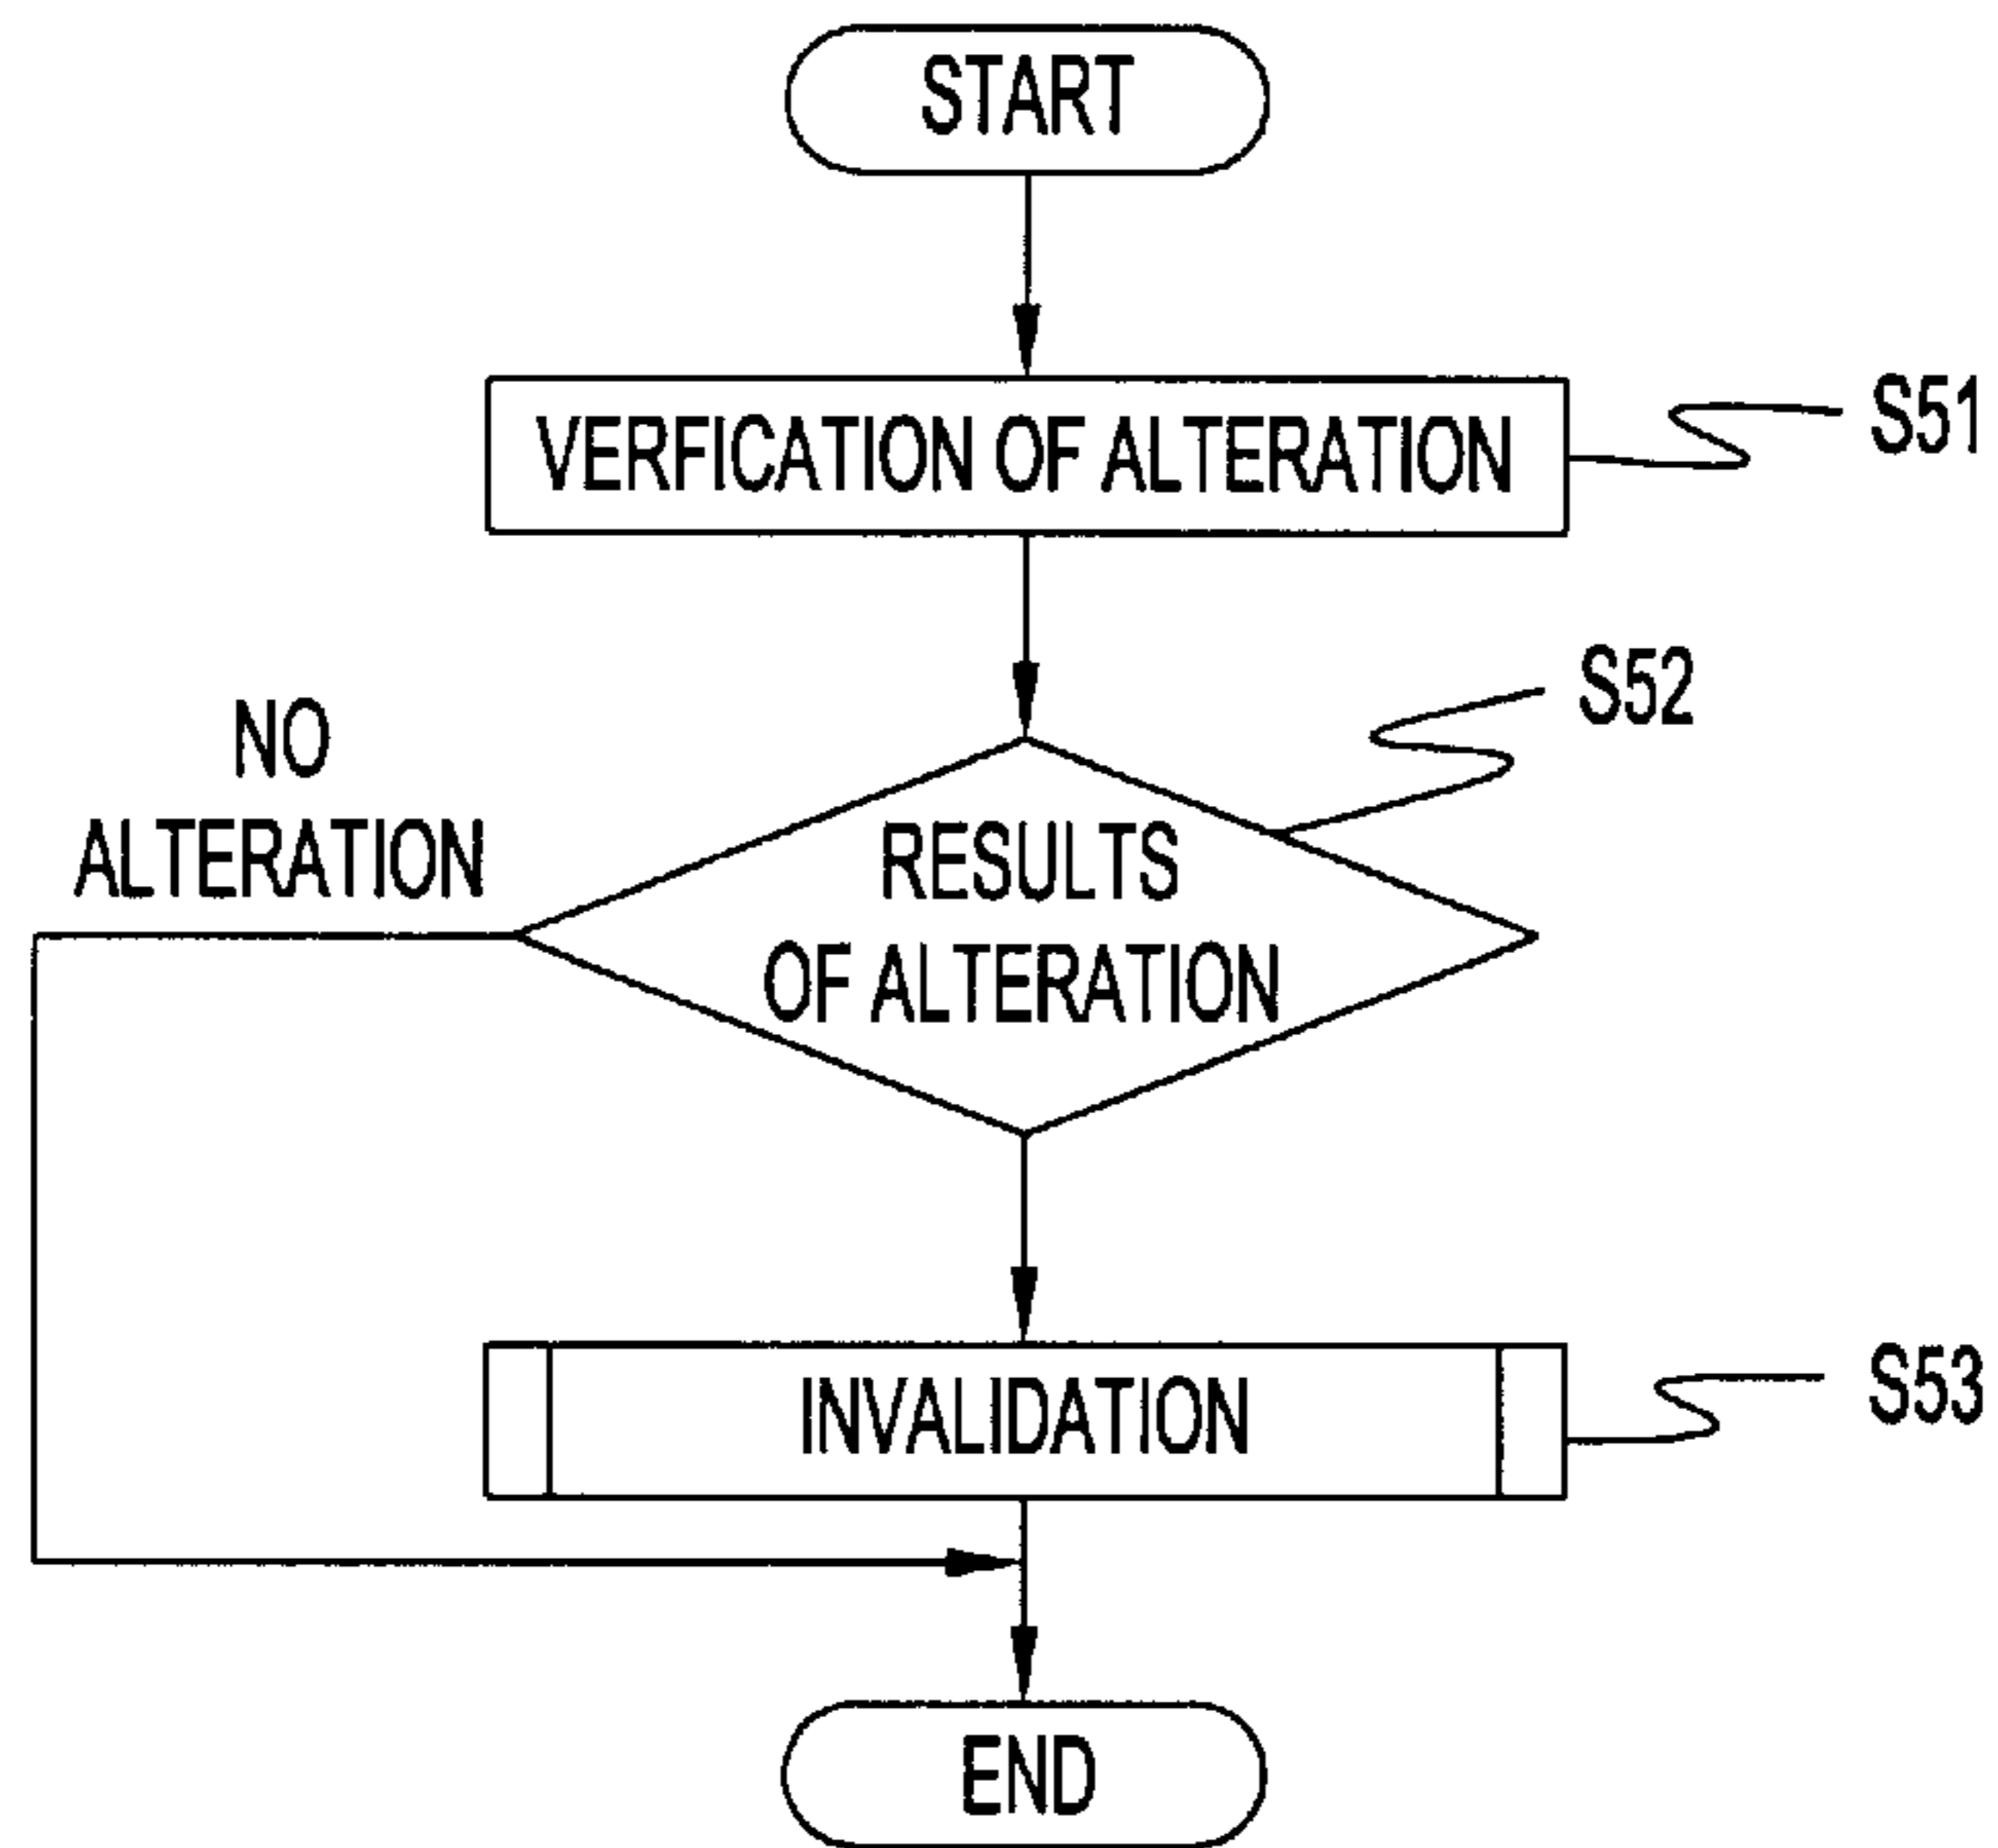 START
VERFICATION OF ALTERATION
S51
S52
NO
ALTERATION
RESULTS
OF ALTERATION
INVALIDATION
S53
END